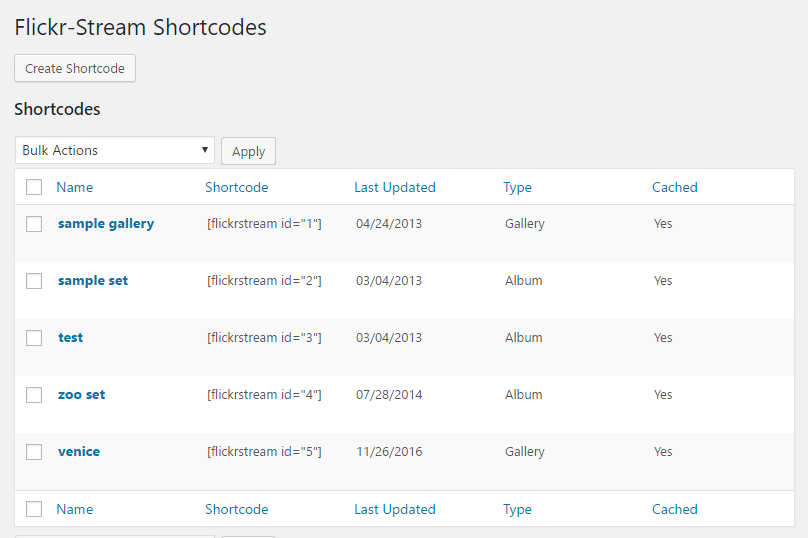 Flickr-Stream Shortcodes
Create Shortcode
Shortcodes
Bulk Actions Apply
Name Shortcode Last Updated Type Cached
sample gallery [flickrstream id="1"] 04/24/2013 Gallery Yes
sample set [flickrstream id="2"] 03/04/2013 Album Yes
test [flickrstream id="3"] 03/04/2013 Album Yes
zoo set [flickrstream id="4"] 07/28/2014 Album Yes
venice [flickrstream id="5"] 11/26/2016 Gallery Yes
Name Shortcode Last Updated Type Cached